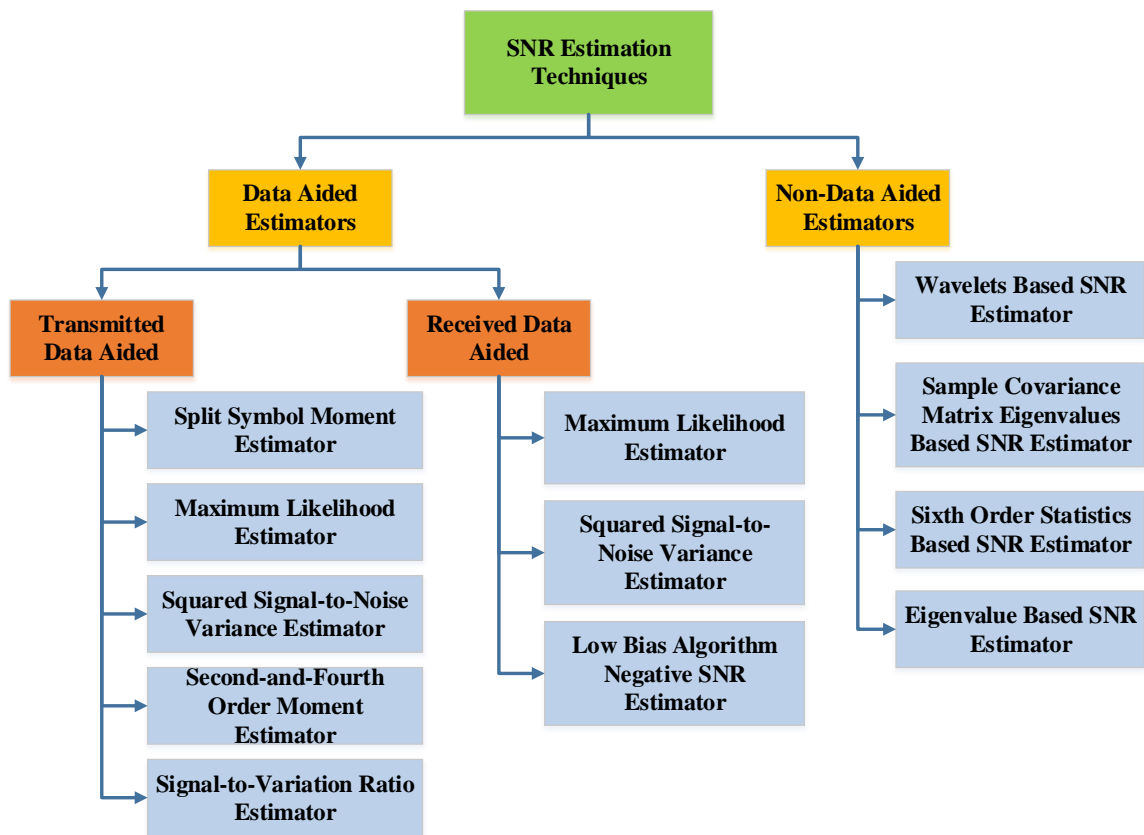 SNR Estimation
Techniques
Data Aided
Estimators
Non-Data Aided
Estimators
Transmitted
Data Aided
Received Data
Aided
Split Symbol Moment
Estimator
Maximum Likelihood
Estimator
Squared Signal-to-Noise
Variance Estimator
Second-and-Fourth
Order Moment
Estimator
Signal-to-Variation Ratio
Estimator
Maximum Likelihood
Estimator
Squared Signal-to-
Noise Variance
Estimator
Low Bias Algorithm
Negative SNR
Estimator
Wavelets Based SNR
Estimator
Sample Covariance
Matrix Eigenvalues
Based SNR Estimator
Sixth Order Statistics
Based SNR Estimator
Eigenvalue Based SNR
Estimator